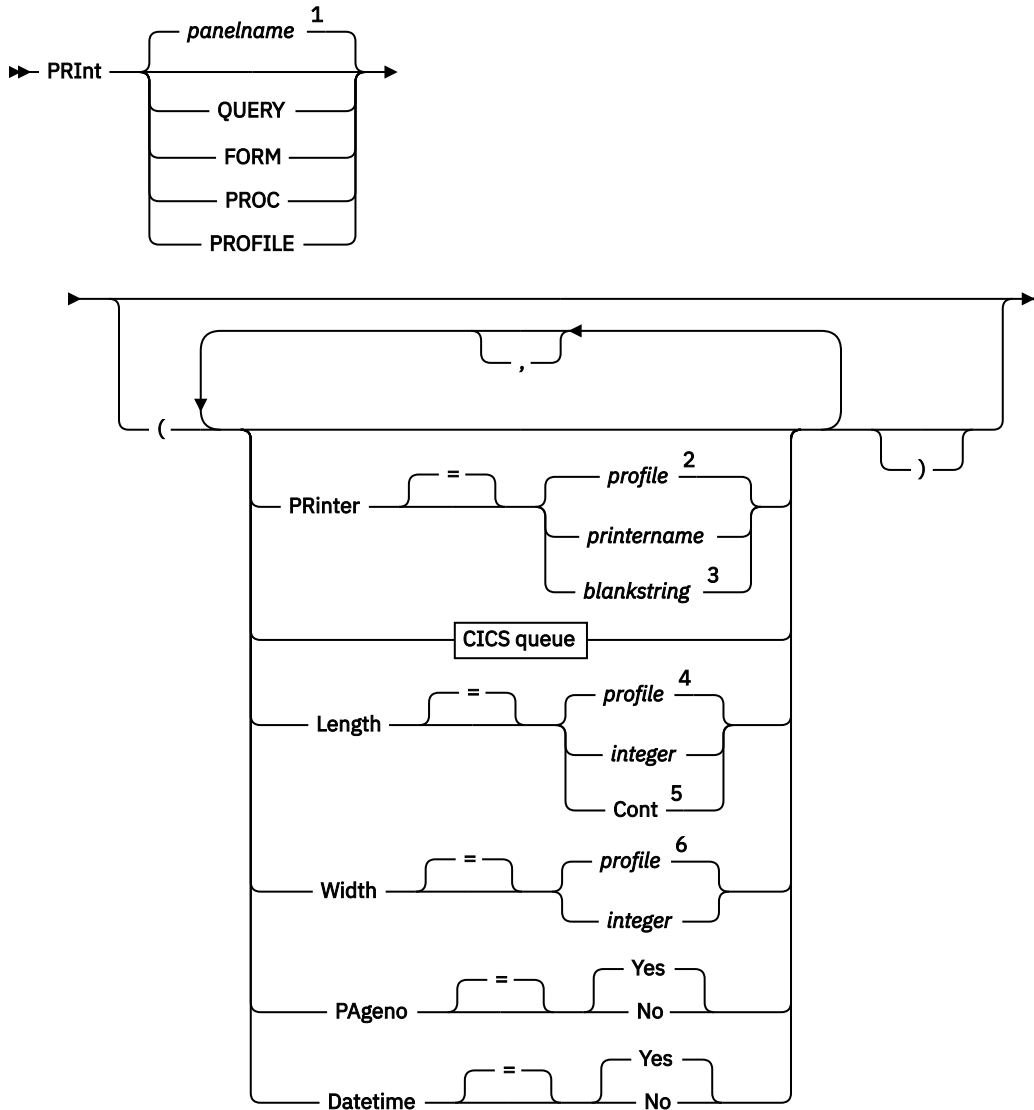 panelname 1
PRInt
QUERY
FORM
PROC
PROFILE
,
(
)
=
profile 2
PRinter
printername
blankstring 3
CICS queue
=
profile 4
Length
integer
Cont 5
=
profile 6
Width
integer
Yes
=
PAgeno No
Yes
=
Datetime No